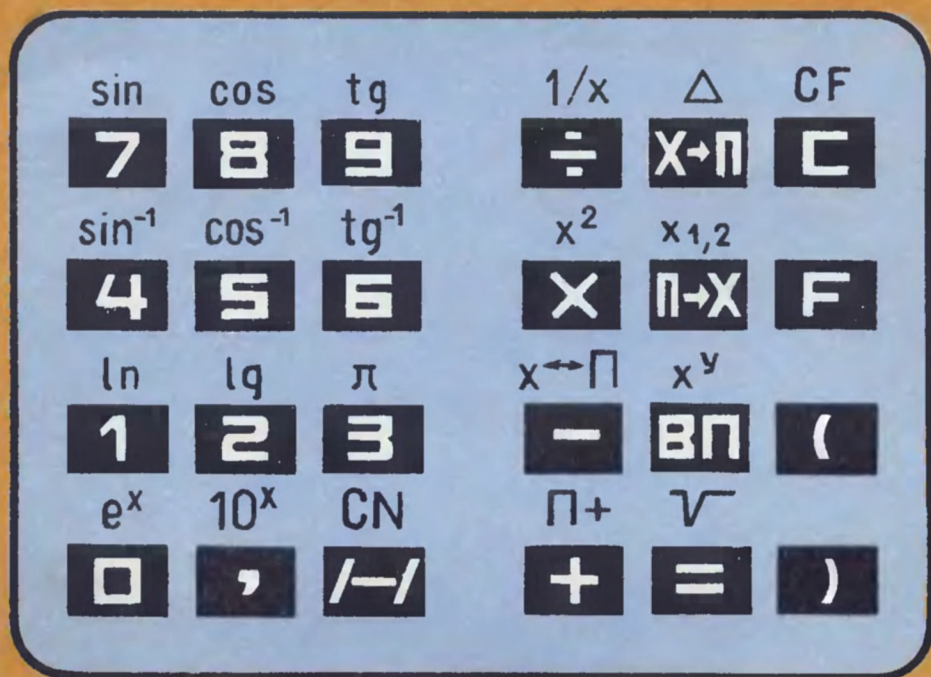 sin cos tg 1/x △ CF
7 8 9 ÷ X→П C
sin⁻¹ cos⁻¹ tg⁻¹ x² x₁,₂
4 5 6 × П→X F
ln lg π x↔П xʸ
1 2 3 − ВП (
eˣ 10ˣ CN П+ √
0 , /—/ + = )